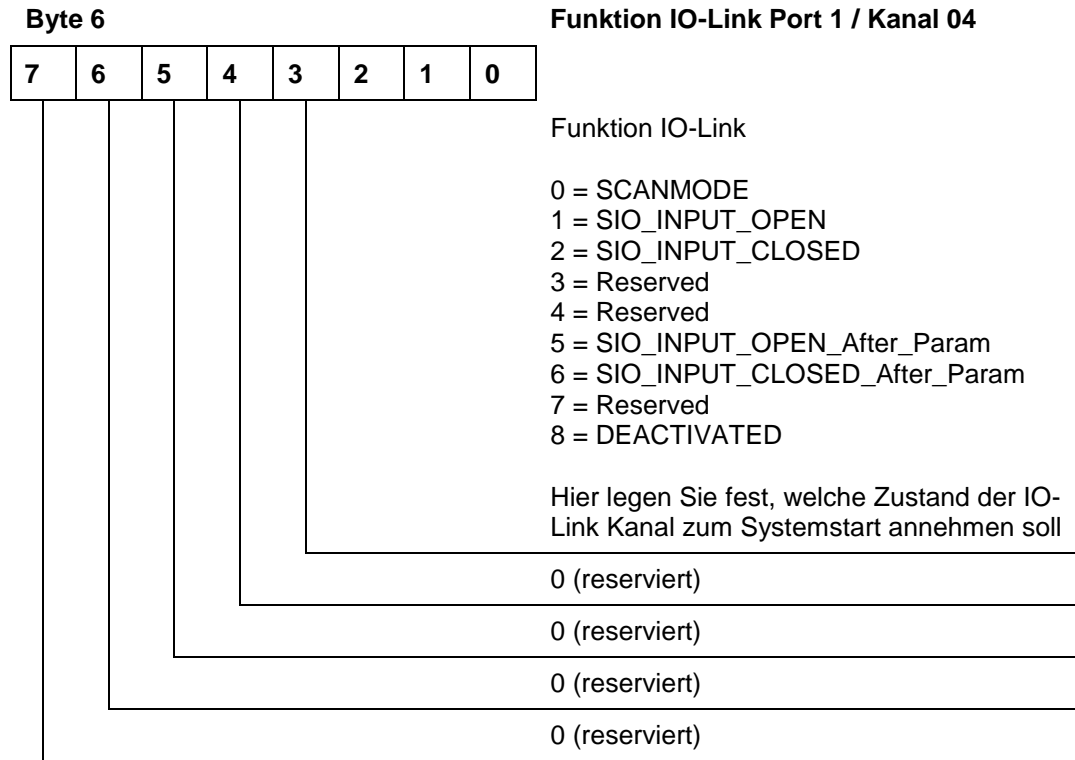 Byte 6 Funktion IO-Link Port 1 / Kanal 04
7 6 5 4 3 2 1 0
Funktion IO-Link
0 = SCANMODE
1 = SIO_INPUT_OPEN
2 = SIO_INPUT_CLOSED
3 = Reserved
4 = Reserved
5 = SIO_INPUT_OPEN_After_Param
6 = SIO_INPUT_CLOSED_After_Param
7 = Reserved
8 = DEACTIVATED
Hier legen Sie fest, welche Zustand der IO-
Link Kanal zum Systemstart annehmen soll
0 (reserviert)
0 (reserviert)
0 (reserviert)
0 (reserviert)